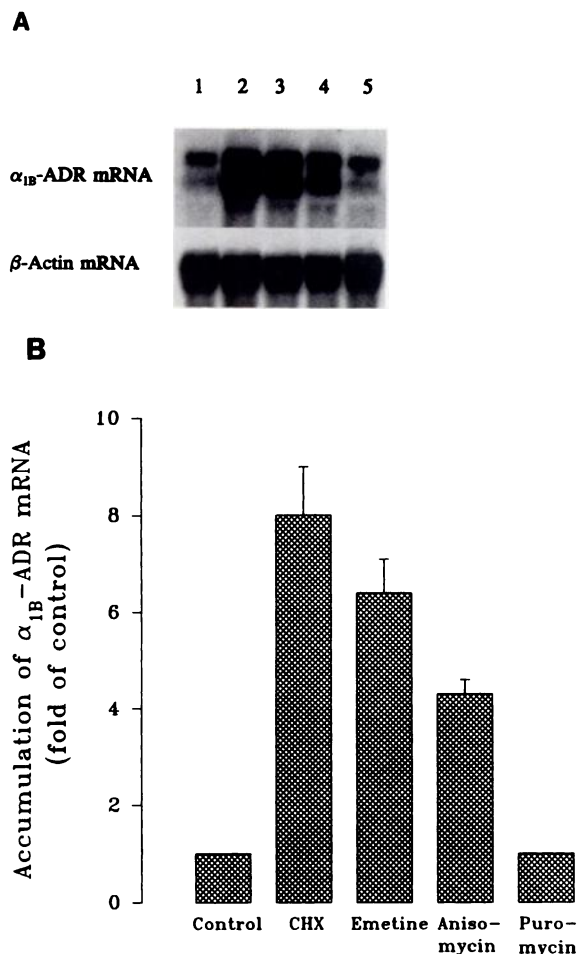 A
1 2 3 4 5
α1B-ADR mRNA
β-Actin mRNA
B
Accumulation of α1B-ADR mRNA
(fold of control)
10
8
6
4
2
0
Control CHX Emetine Aniso- Puro-
mycin mycin